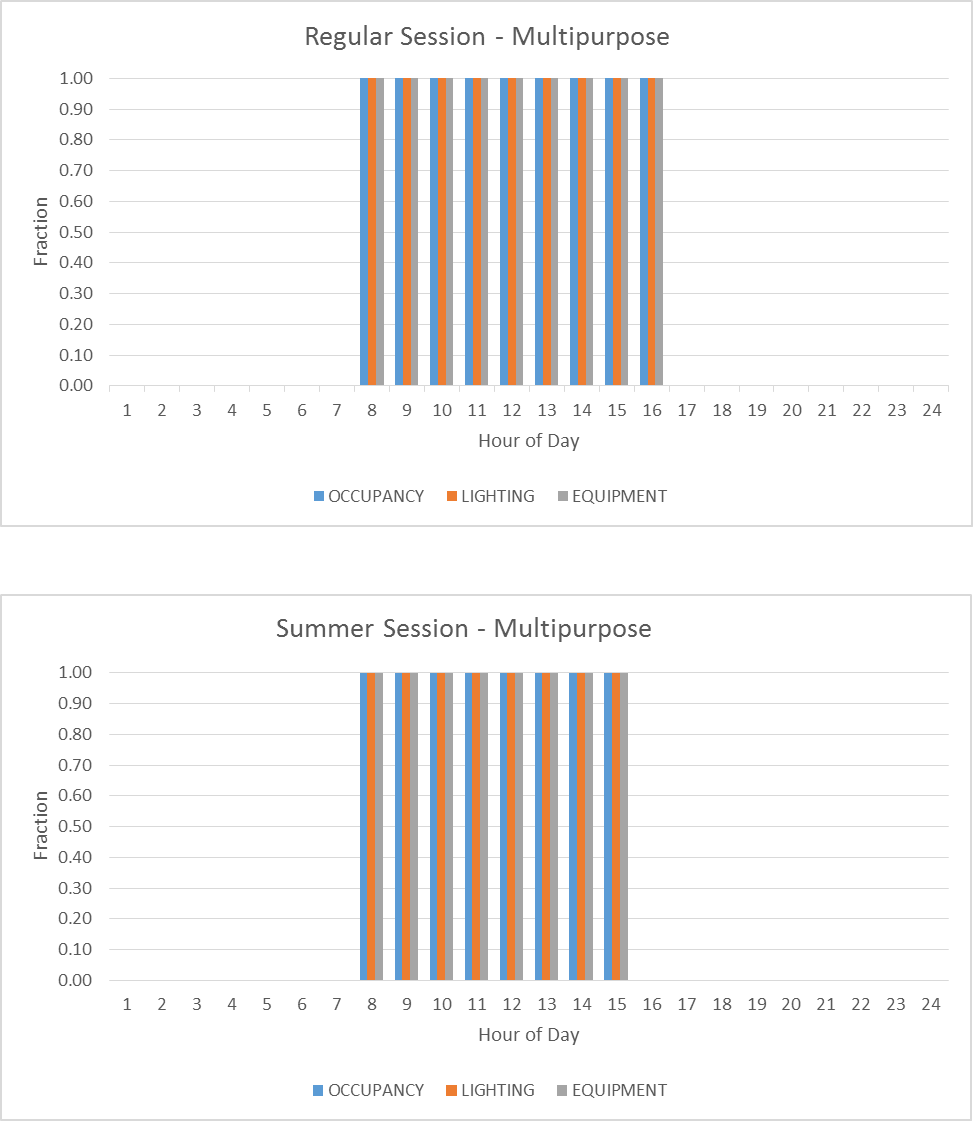 Regular Session - Multipurpose
1.00
0.90
0.80
0.70
0.60
0.50
0.40
0.30
0.20
0.10
0.00
Fraction
1 2 3 4 5 6 7 8 9 10 11 12 13 14 15 16 17 18 19 20 21 22 23 24
Hour of Day
OCCUPANCY LIGHTING EQUIPMENT
Summer Session - Multipurpose
1.00
0.90
0.80
0.70
0.60
0.50
0.40
0.30
0.20
0.10
0.00
Fraction
1 2 3 4 5 6 7 8 9 10 11 12 13 14 15 16 17 18 19 20 21 22 23 24
Hour of Day
OCCUPANCY LIGHTING EQUIPMENT